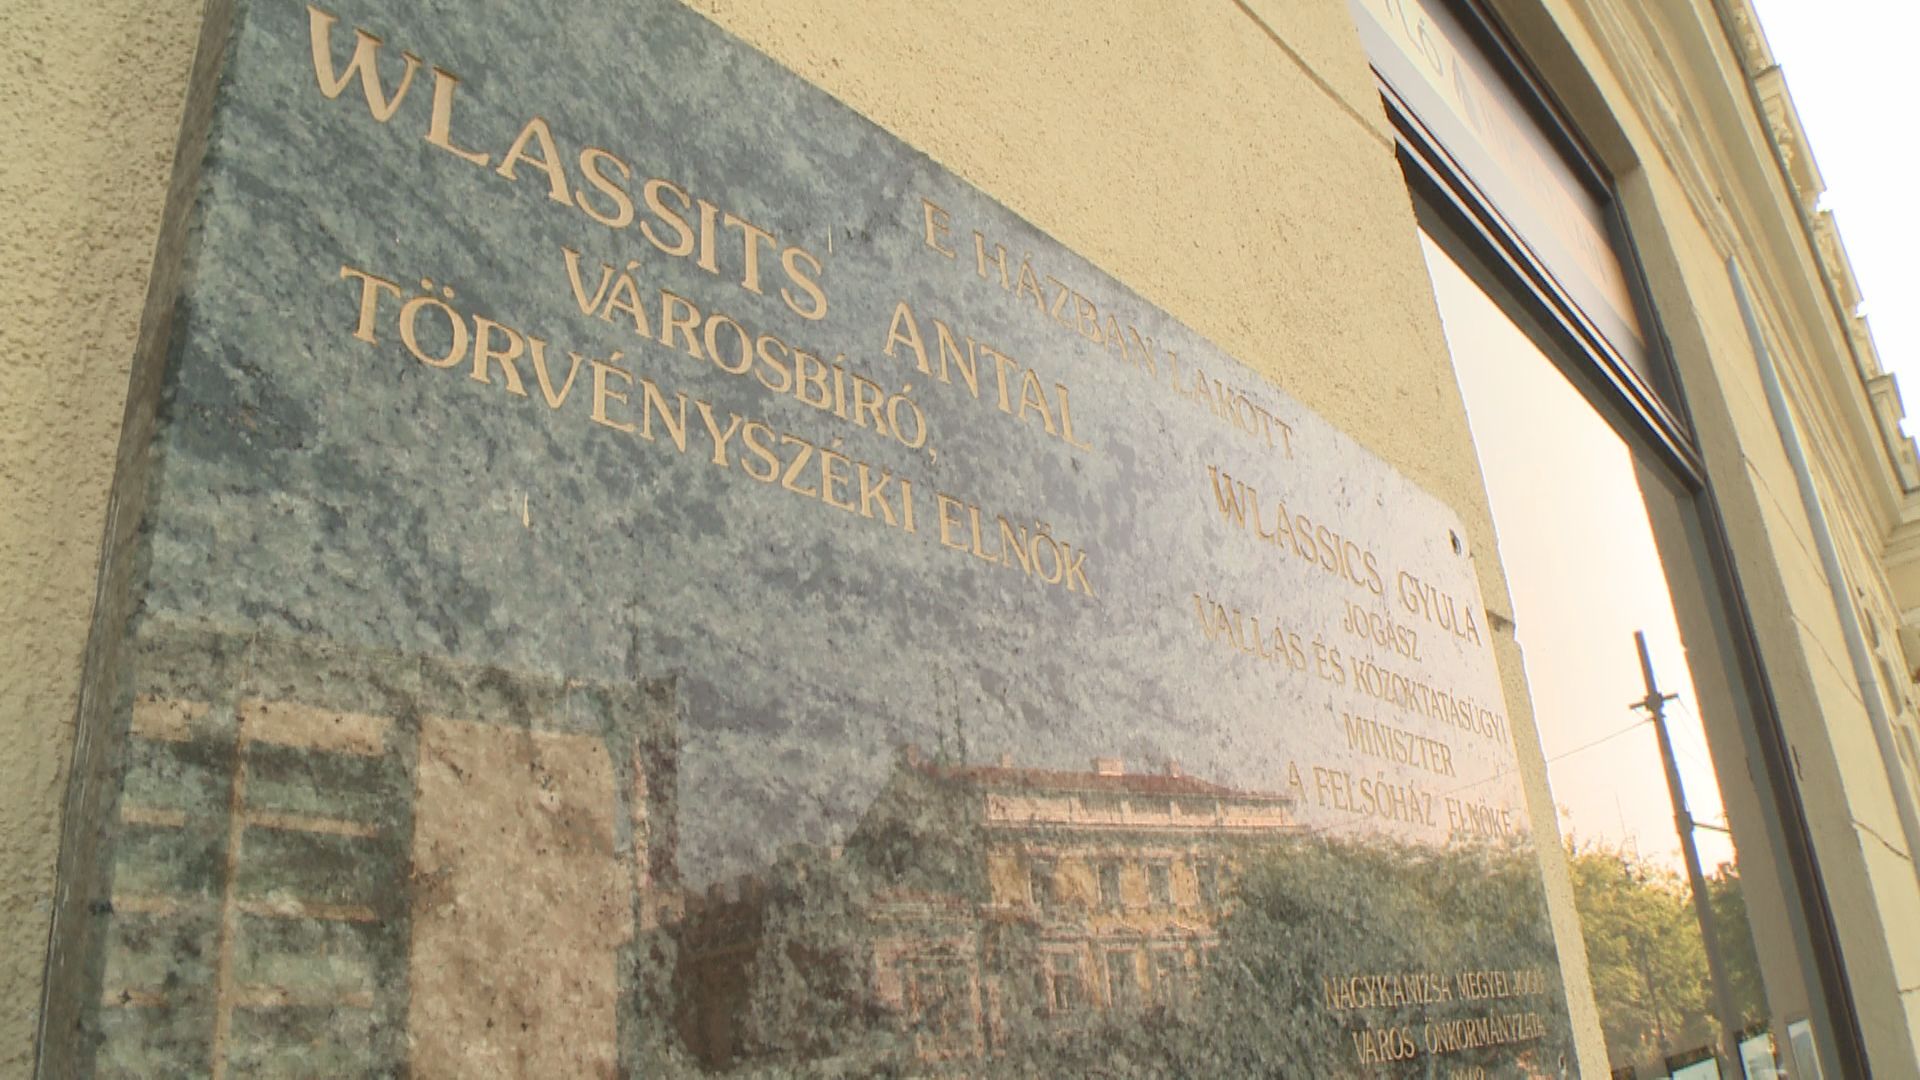 E HÁZBAN LAKOTT
WLASSITS ANTAL
VÁROSBÍRÓ,
TÖRVÉNYSZÉKI ELNÖK
WLASSICS GYULA
JOGÁSZ
VALLÁS ÉS KÖZOKTATÁSÜGYI
MINISZTER
A FELSŐHÁZ ELNÖKE
NAGYKANIZSA MEGYEI JOGÚ
VÁROS ÖNKORMÁNYZATA